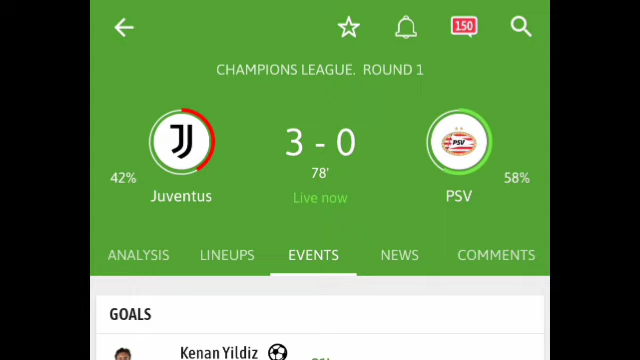 150
CHAMPIONS LEAGUE. ROUND 1
3 - 0
PSV
78'
42%
58%
Juventus
Live now
PSV
ANALYSIS LINEUPS EVENTS NEWS COMMENTS
GOALS
Kenan Yildiz